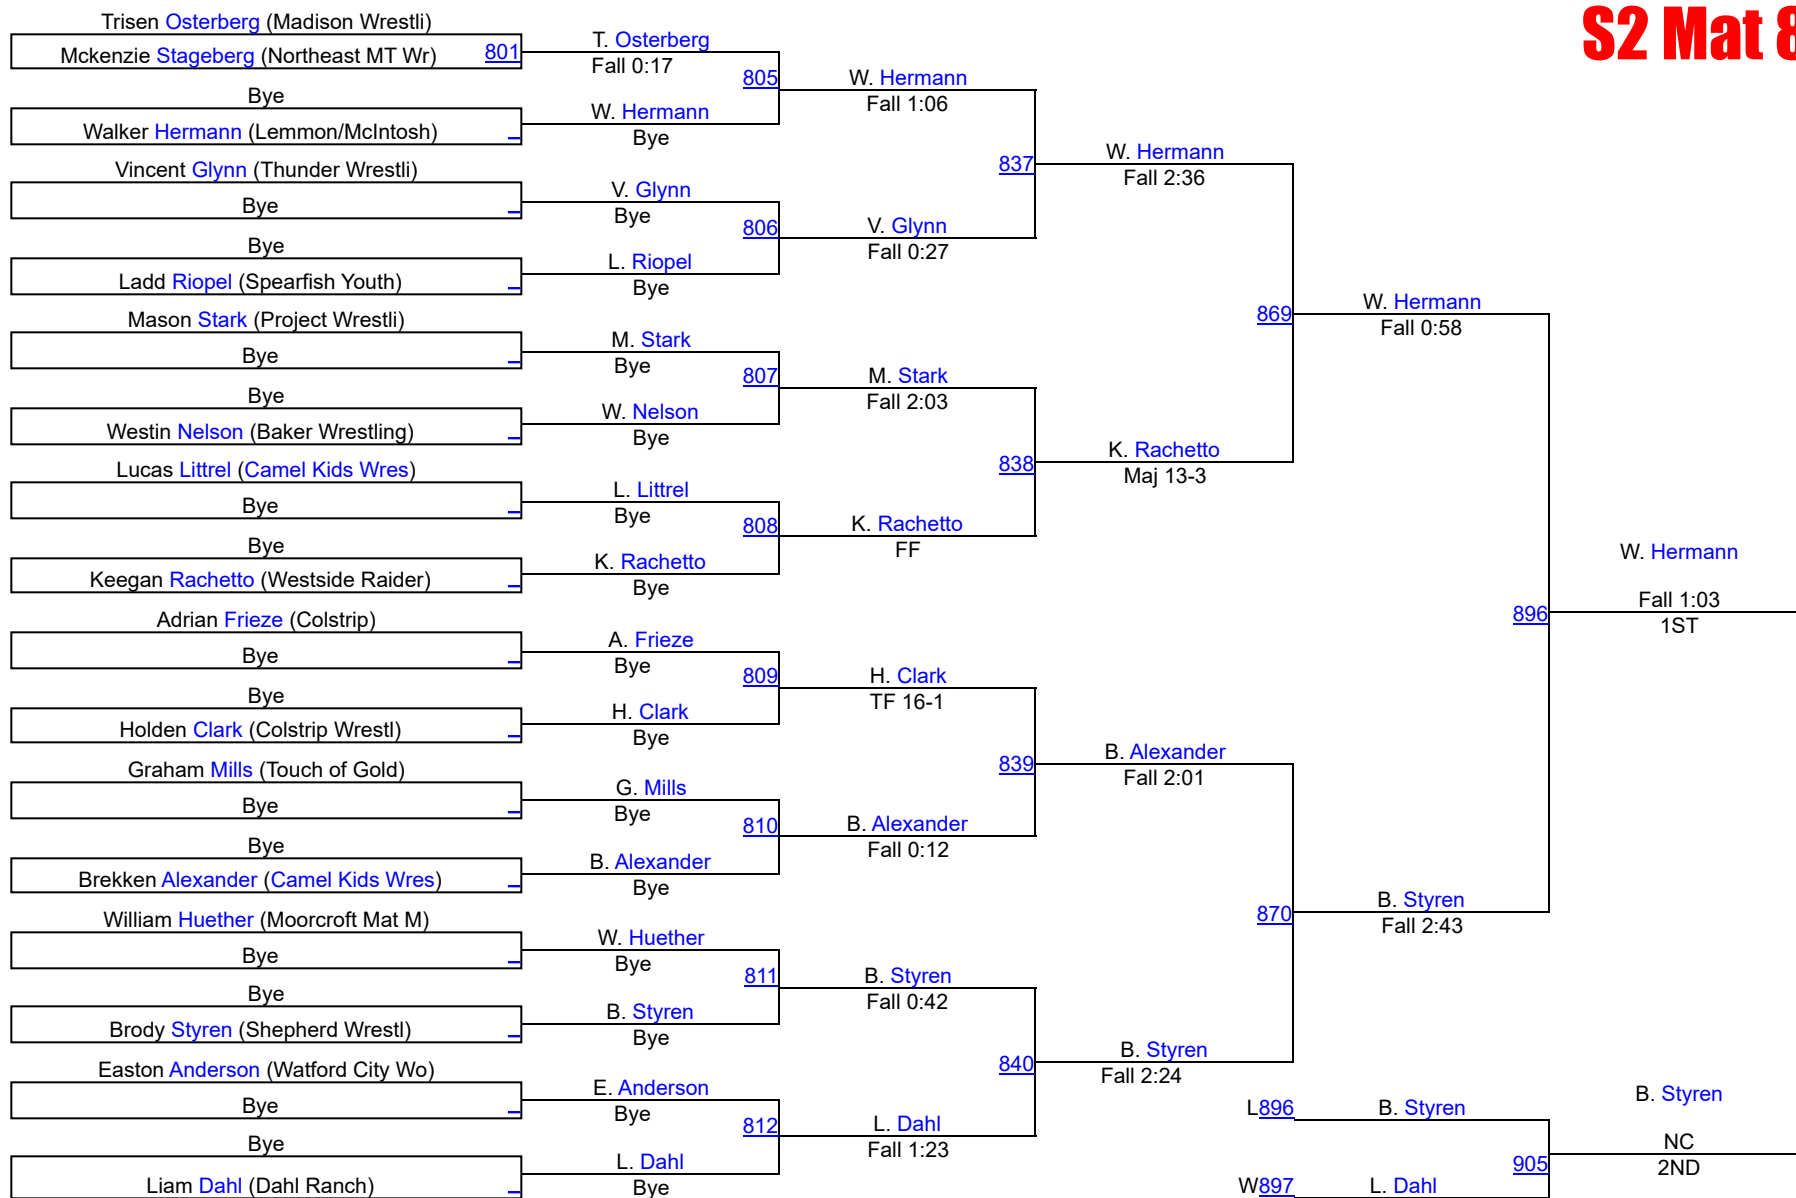 S2 Mat 8
Trisen Osterberg (Madison Wrestli)
Mckenzie Stageberg (Northeast MT Wr) 801
Bye
Walker Hermann (Lemmon/McIntosh)
Vincent Glynn (Thunder Wrestli)
Bye
Bye
Ladd Riopel (Spearfish Youth)
Mason Stark (Project Wrestli)
Bye
Bye
Westin Nelson (Baker Wrestling)
Lucas Littrel (Camel Kids Wres)
Bye
Bye
Keegan Rachetto (Westside Raider)
Adrian Frieze (Colstrip)
Bye
Bye
Holden Clark (Colstrip Wrestl)
Graham Mills (Touch of Gold)
Bye
Bye
Brekken Alexander (Camel Kids Wres)
William Huether (Moorcroft Mat M)
Bye
Bye
Brody Styren (Shepherd Wrestl)
Easton Anderson (Watford City Wo)
Bye
Bye
Liam Dahl (Dahl Ranch)
T. Osterberg
Fall 0:17
805
W. Hermann
Bye
V. Glynn
Bye
806
L. Riopel
Bye
M. Stark
Bye
807
W. Nelson
Bye
L. Littrel
Bye
808
K. Rachetto
Bye
A. Frieze
Bye
809
H. Clark
Bye
G. Mills
Bye
810
B. Alexander
Bye
W. Huether
Bye
811
B. Styren
Bye
E. Anderson
Bye
812
L. Dahl
Bye
W. Hermann
Fall 1:06
837
V. Glynn
Fall 0:27
M. Stark
Fall 2:03
838
K. Rachetto
FF
H. Clark
TF 16-1
839
B. Alexander
Fall 0:12
B. Styren
Fall 0:42
840
L. Dahl
Fall 1:23
W. Hermann
Fall 2:36
869
K. Rachetto
Maj 13-3
B. Alexander
Fall 2:01
870
B. Styren
Fall 2:24
W. Hermann
Fall 0:58
896
B. Styren
Fall 2:43
W. Hermann
Fall 1:03
1ST
L896 B. Styren
905
W897 L. Dahl
B. Styren
NC
2ND